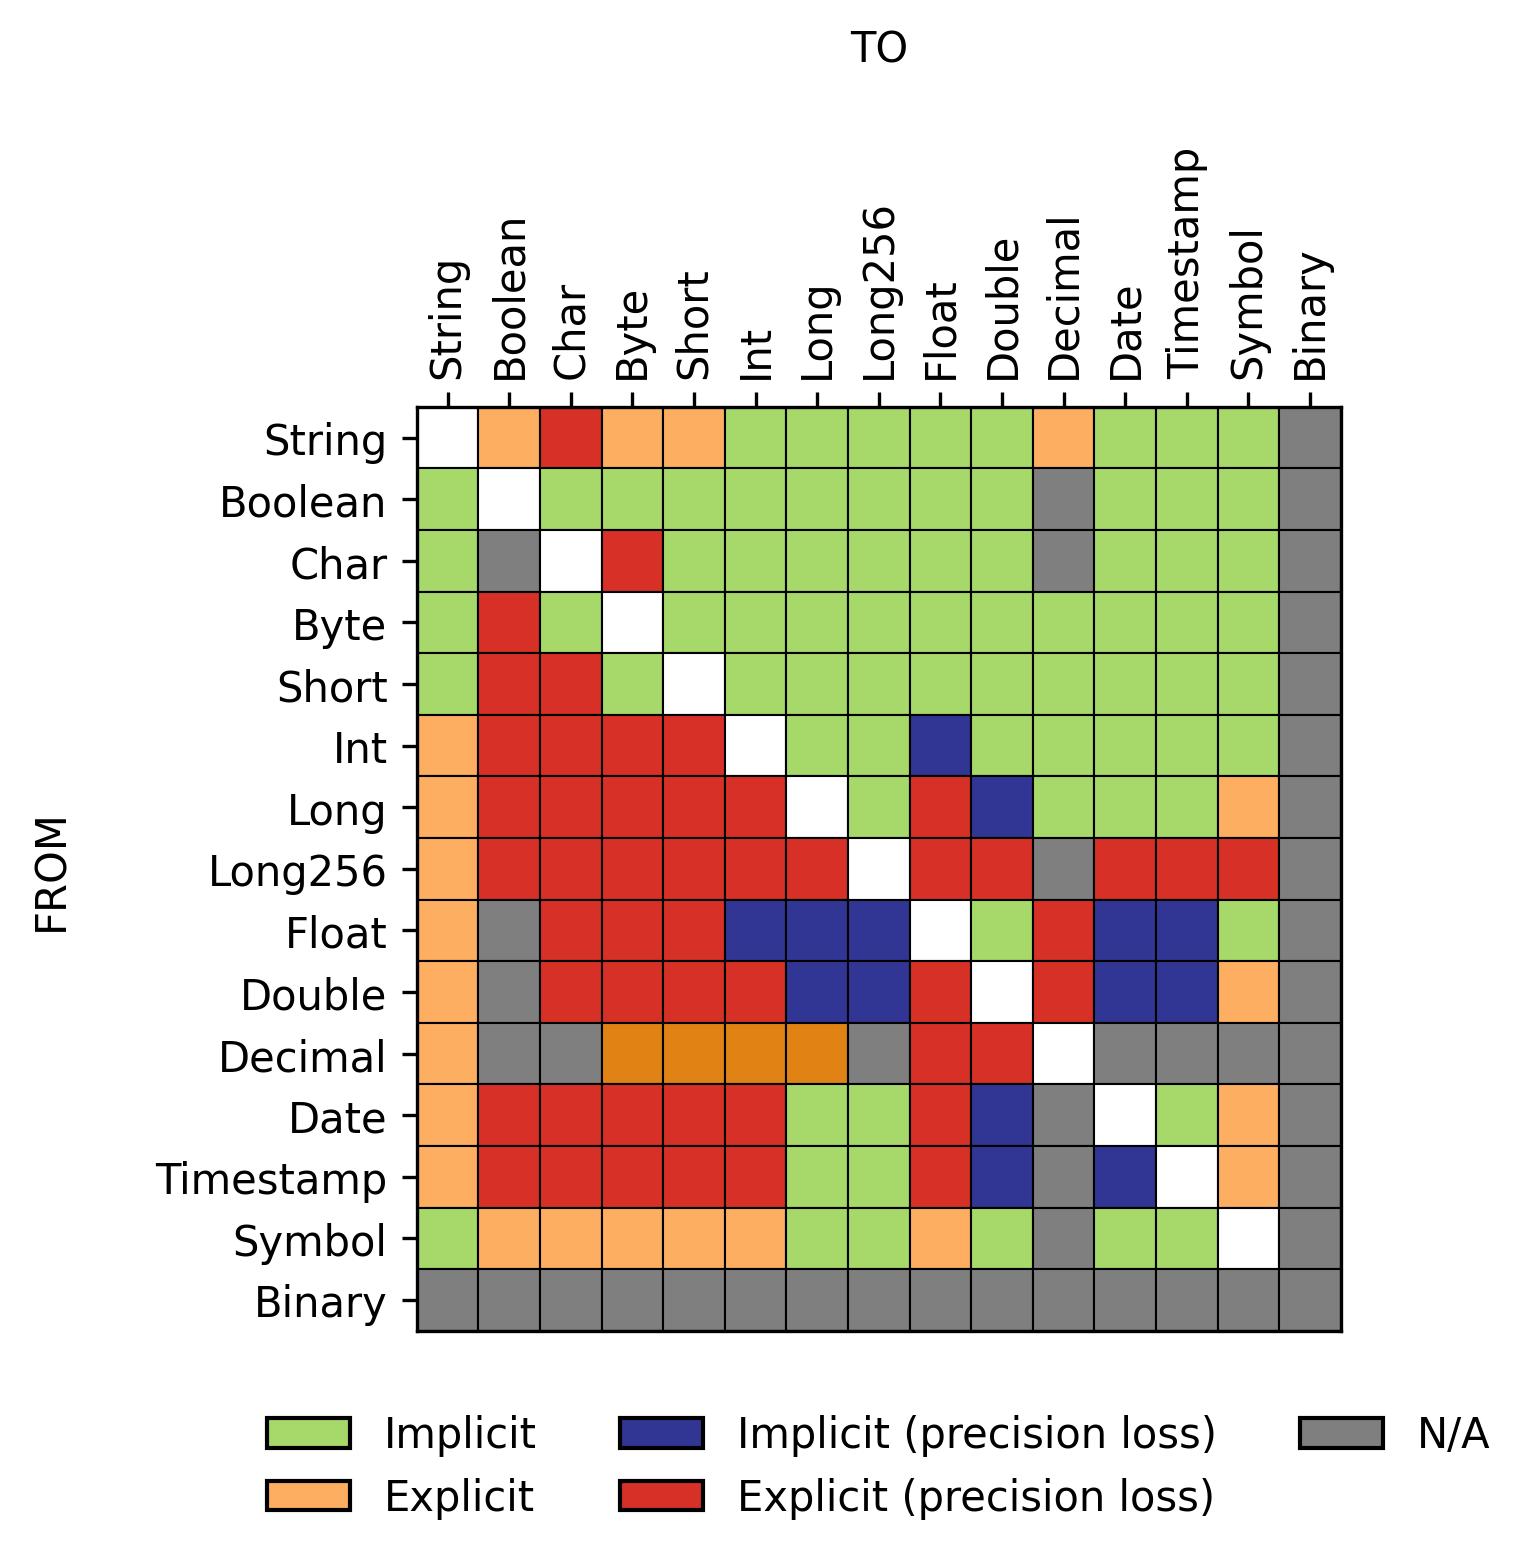 TO
String
Boolean
Char
Byte
Short
Int
Long
Long256
Float
Double
Decimal
Date
Timestamp
Symbol
Binary
FROM
String
Boolean
Char
Byte
Short
Int
Long
Long256
Float
Double
Decimal
Date
Timestamp
Symbol
Binary
Implicit
Explicit
Implicit (precision loss)
Explicit (precision loss)
N/A